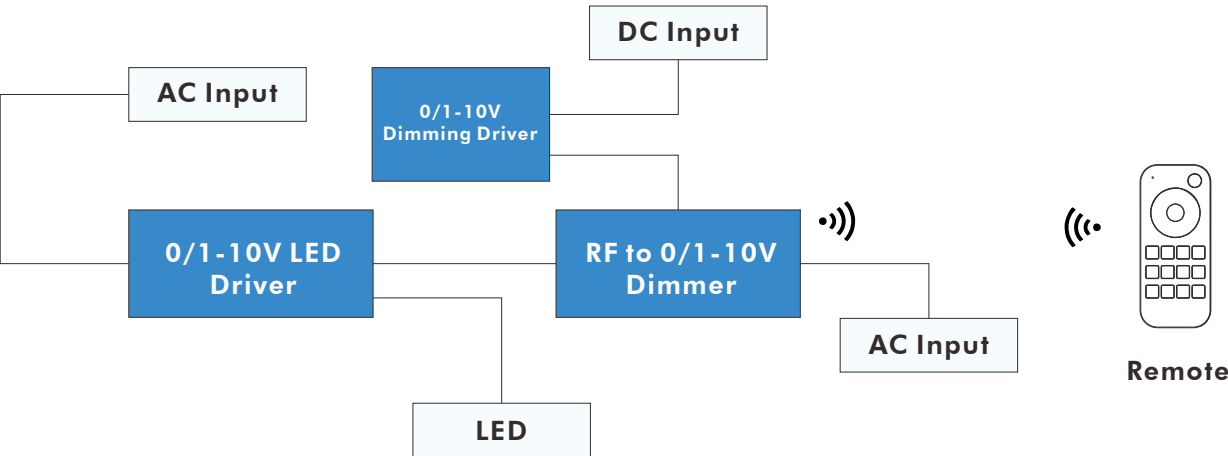 DC Input
AC Input
0/1-10V
Dimming Driver
0/1-10V LED
Driver
RF to 0/1-10V
Dimmer
AC Input
Remote
LED